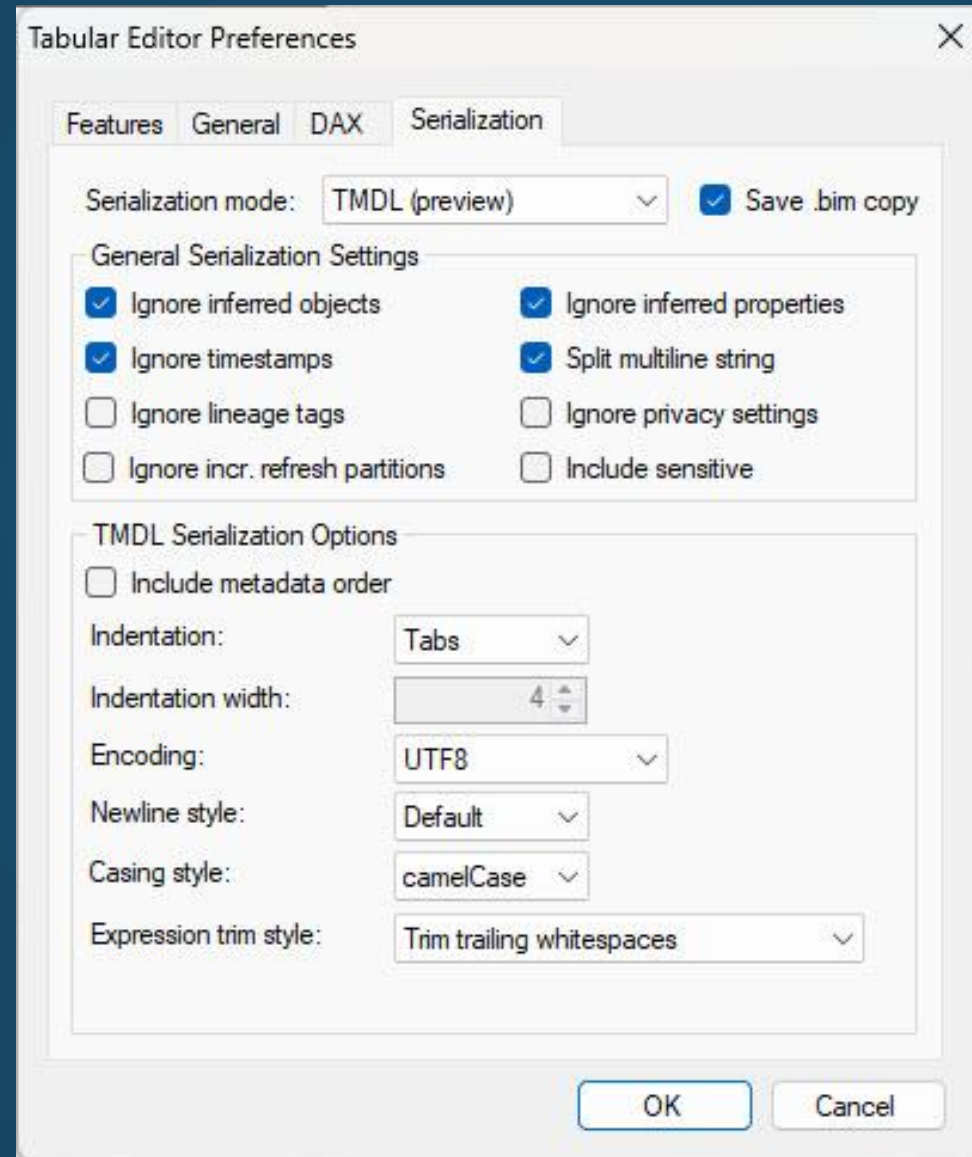 Tabular Editor Preferences
Features General DAX Serialization
Serialization mode: TMDL (preview) Save .bim copy
General Serialization Settings
Ignore inferred objects Ignore inferred properties
Ignore timestamps Split multiline string
Ignore lineage tags Ignore privacy settings
Ignore incr. refresh partitions Include sensitive
TMDL Serialization Options
Include metadata order
Indentation: Tabs
Indentation width: 4
Encoding: UTF8
Newline style: Default
Casing style: camelCase
Expression trim style: Trim trailing whitespaces
OK Cancel